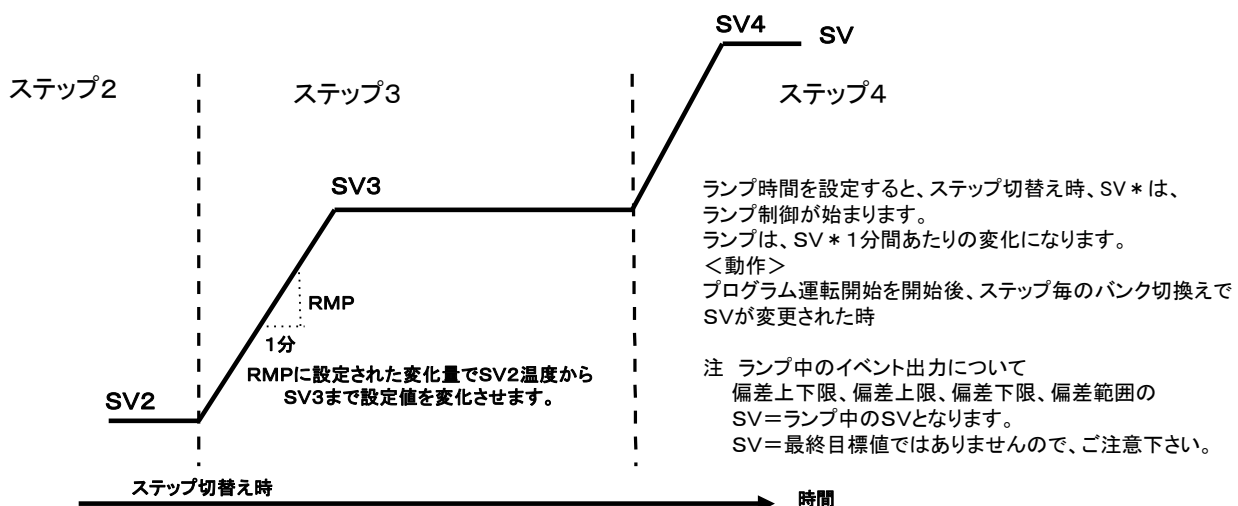 SV4
SV
ステップ2
ステップ3
ステップ4
SV3
ランプ時間を設定すると、ステップ切替え時、SV*は、
ランプ制御が始まります。
ランプは、SV*1分間あたりの変化になります。
<動作>
プログラム運転開始を開始後、ステップ毎のバンク切換えで
SVが変更された時
RMP
1分
RMPに設定された変化量でSV2温度から
SV3まで設定値を変化させます。
SV2
注 ランプ中のイベント出力について
偏差上下限、偏差上限、偏差下限、偏差範囲の
SV=ランプ中のSVとなります。
SV=最終目標値ではありませんので、ご注意下さい。
ステップ切替え時
時間